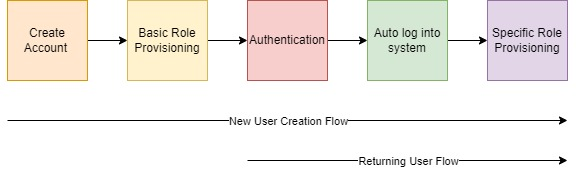 Create
Account
Basic Role
Provisioning
Authentication
Auto log into
system
Specific Role
Provisioning
New User Creation Flow
Returning User Flow